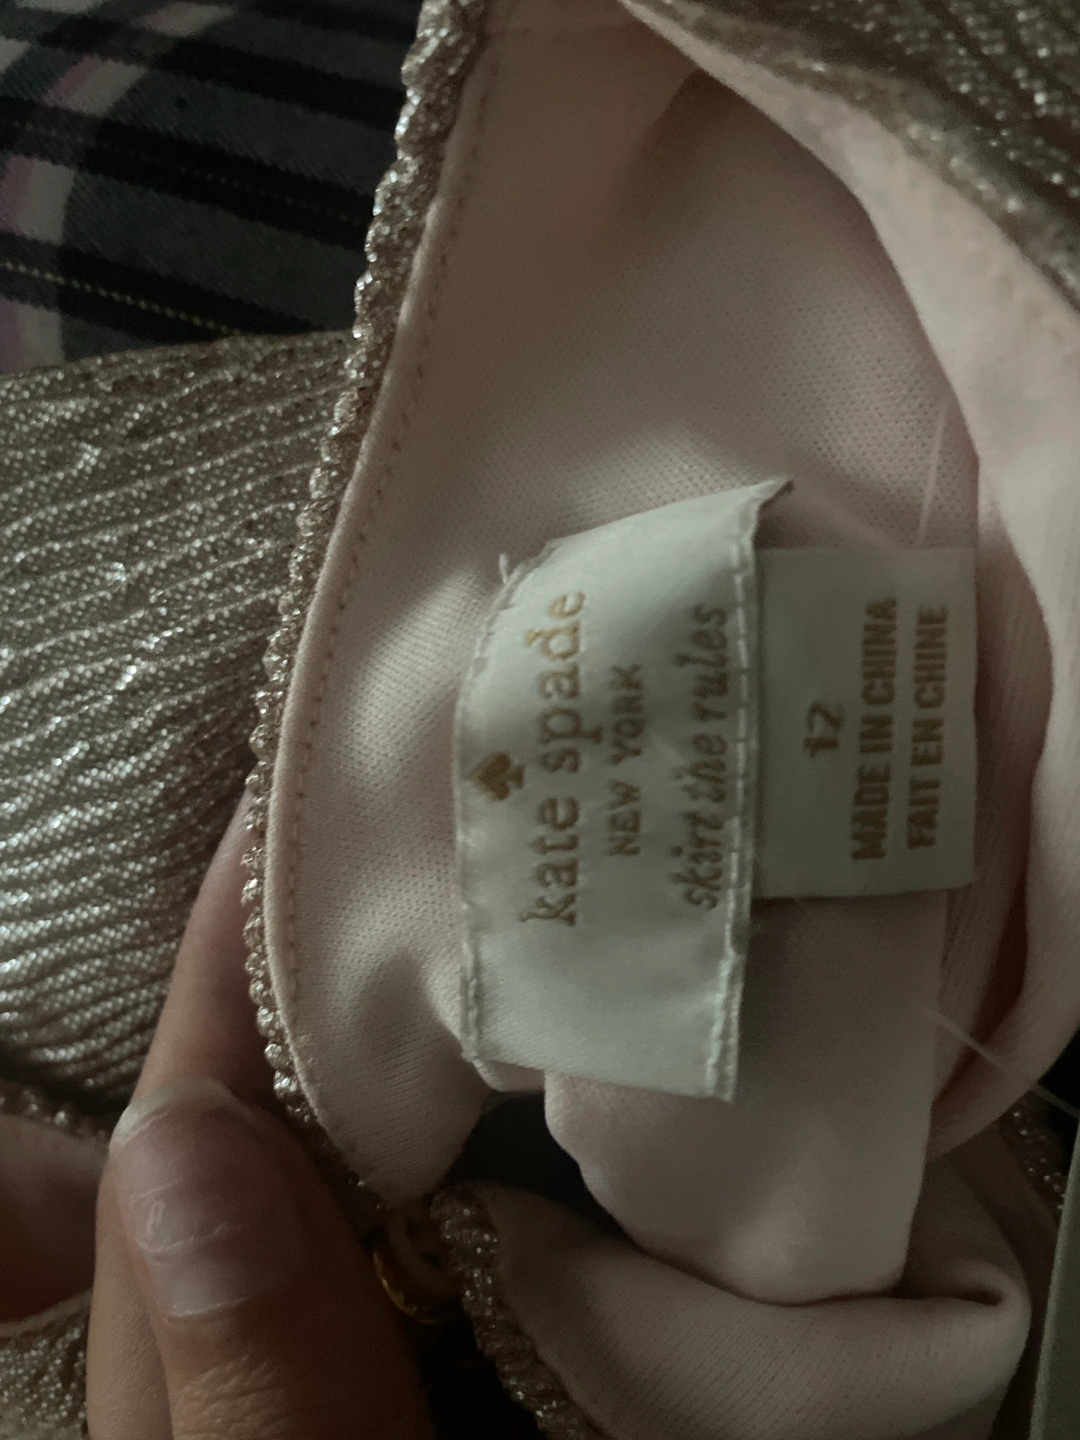 kate spade
NEW YORK
skirt the rules
12
MADE IN CHINA
FAIT EN CHINE